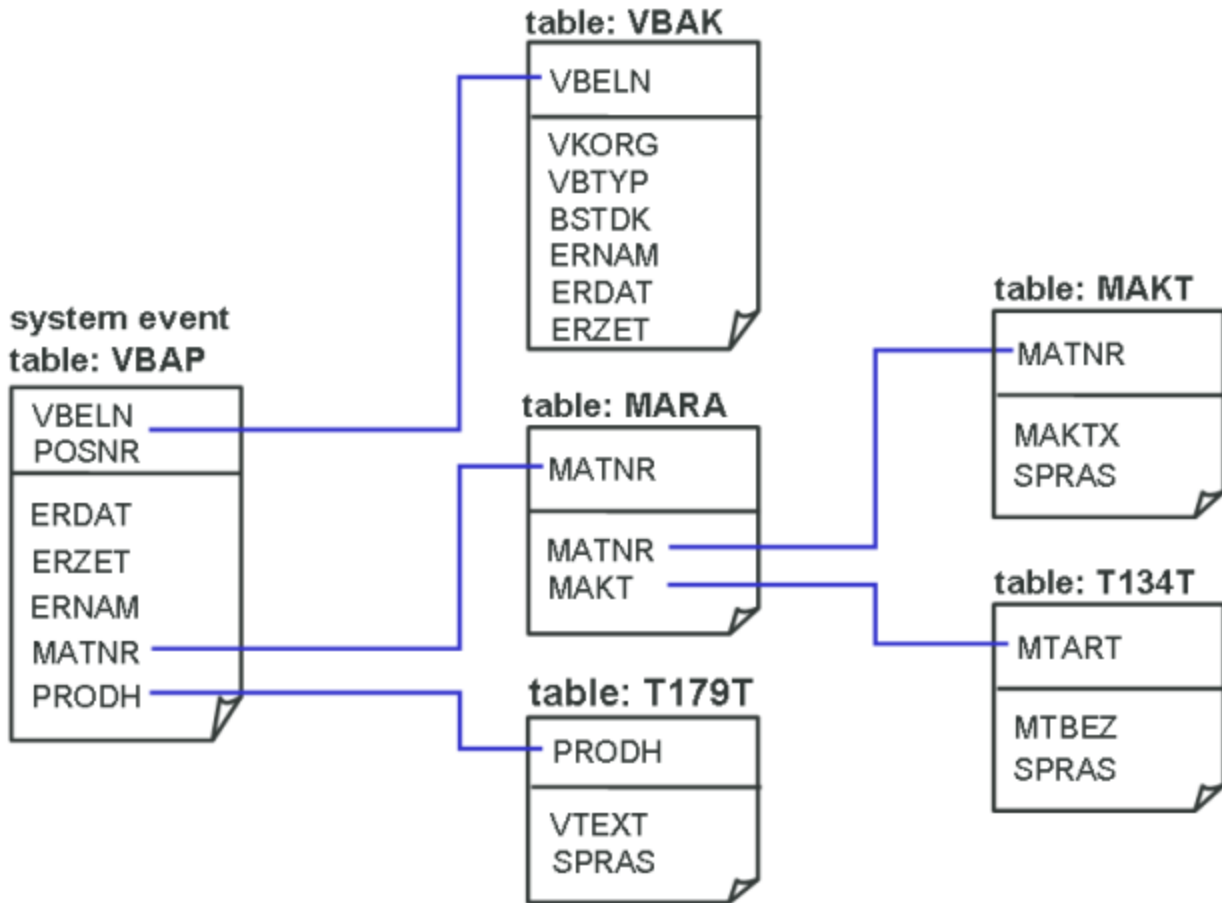 system event
table: VBAP
VBELN
POSNR
ERDAT
ERZET
ERNAM
MATNR
PRODH
table: VBAK
VBELN
VKORG
VBTYP
BSTDK
ERNAM
ERDAT
ERZET
table: MARA
MATNR
MATNR
MAKT
table: T179T
PRODH
VTEXT
SPRAS
table: MAKT
MATNR
MAKTX
SPRAS
table: T134T
MTART
MTBEZ
SPRAS